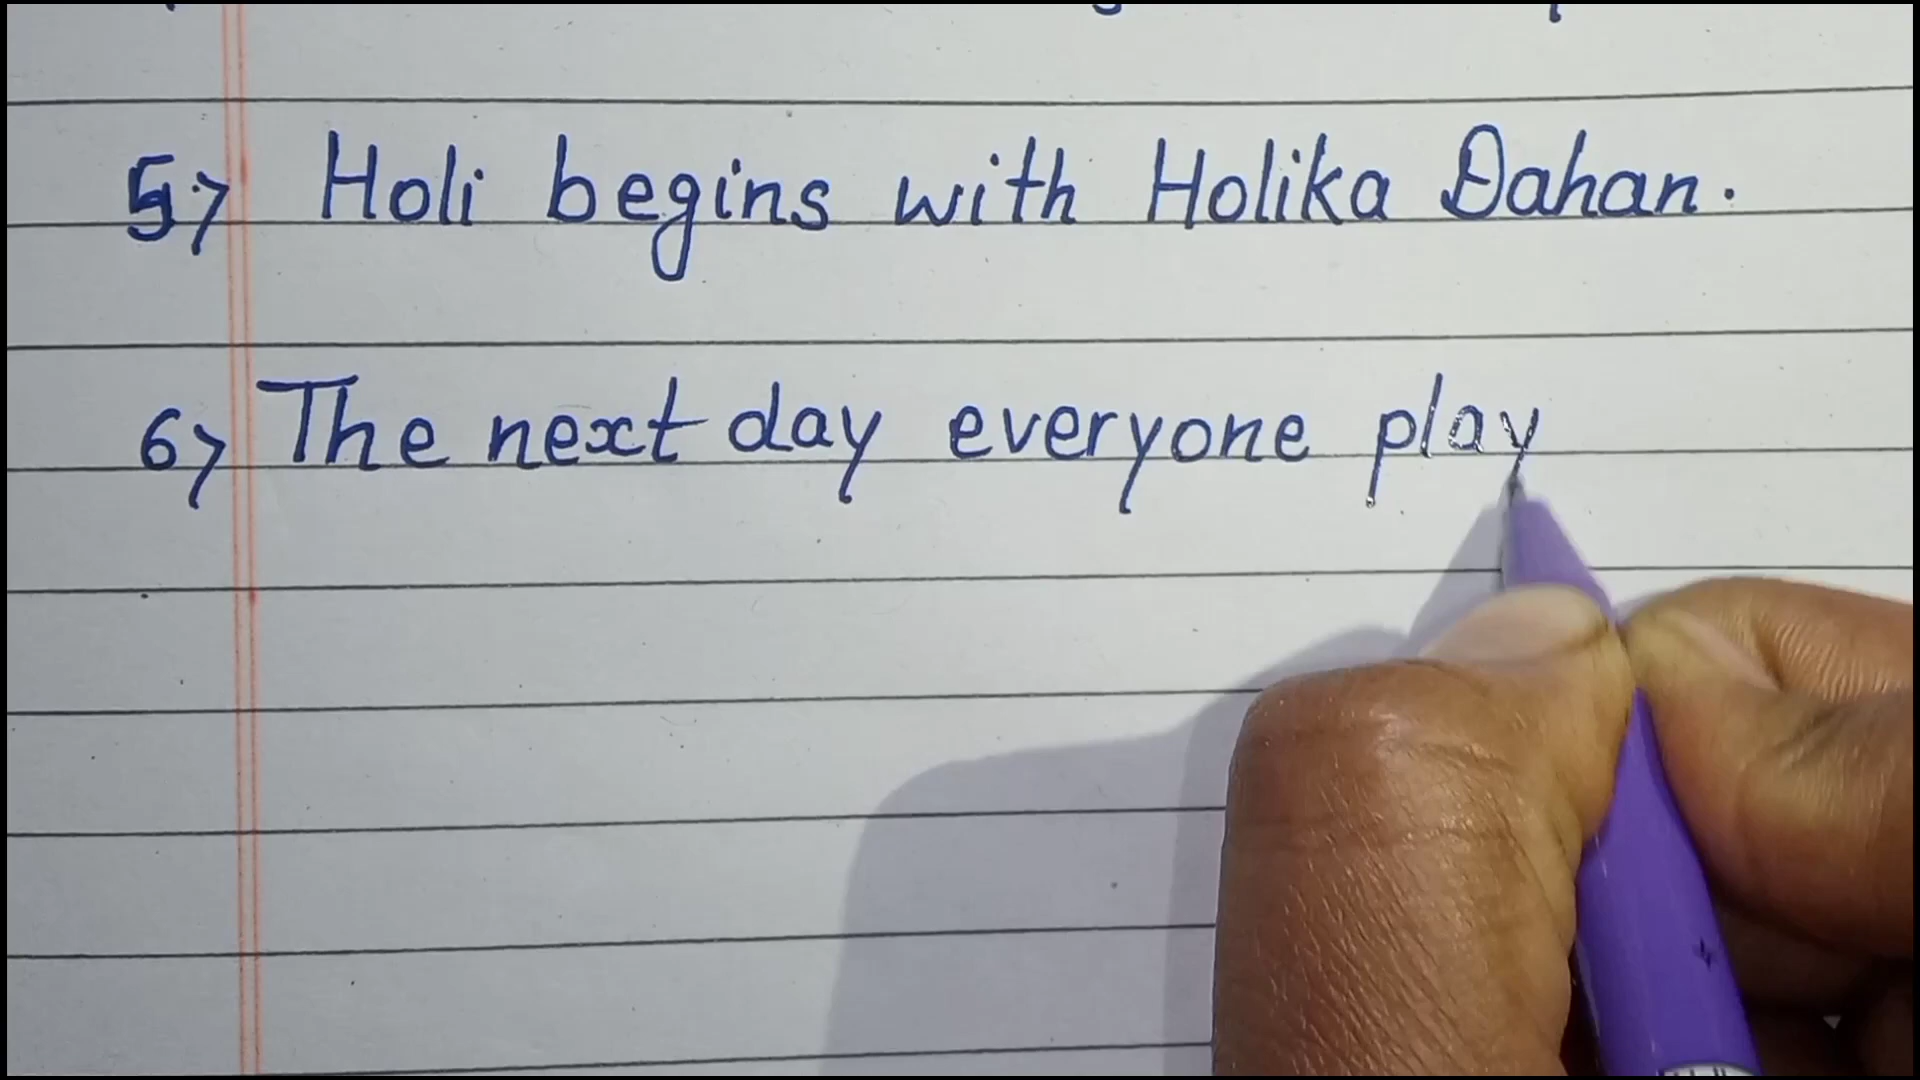 5> Holi begins with Holika Dahan.
6> The next day everyone play